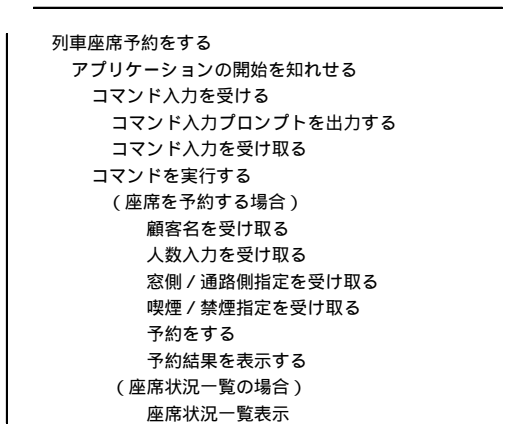 列車座席予約をする
アプリケーションの開始を知れせる
コマンド入力を受ける
コマンド入力プロンプトを出力する
コマンド入力を受け取る
コマンドを実行する
(座席を予約する場合)
顧客名を受け取る
人数入力を受け取る
窓側/通路側指定を受け取る
喫煙/禁煙指定を受け取る
予約をする
予約結果を表示する
(座席状況一覧の場合)
座席状況一覧表示